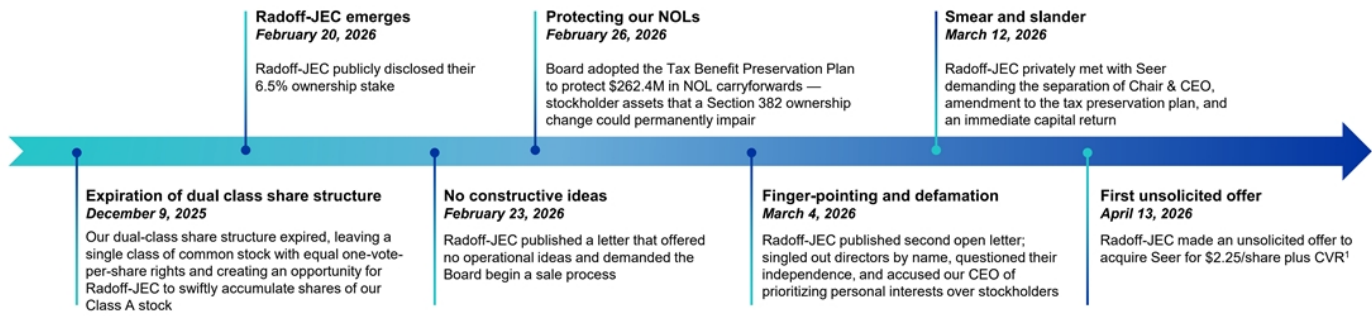 Radoff-JEC emerges
February 20, 2026
Radoff-JEC publicly disclosed their
6.5% ownership stake
Protecting our NOLs
February 26, 2026
Board adopted the Tax Benefit Preservation Plan
to protect $262.4M in NOL carryforwards —
stockholder assets that a Section 382 ownership
change could permanently impair
Smear and slander
March 12, 2026
Radoff-JEC privately met with Seer
demanding the separation of Chair & CEO,
amendment to the tax preservation plan, and
an immediate capital return
Expiration of dual class share structure
December 9, 2025
Our dual-class share structure expired, leaving a
single class of common stock with equal one-vote-
per-share rights and creating an opportunity for
Radoff-JEC to swiftly accumulate shares of our
Class A stock
No constructive ideas
February 23, 2026
Radoff-JEC published a letter that offered
no operational ideas and demanded the
Board begin a sale process
Finger-pointing and defamation
March 4, 2026
Radoff-JEC published second open letter;
singled out directors by name, questioned their
independence, and accused our CEO of
prioritizing personal interests over stockholders
First unsolicited offer
April 13, 2026
Radoff-JEC made an unsolicited offer to
acquire Seer for $2.25/share plus CVR¹